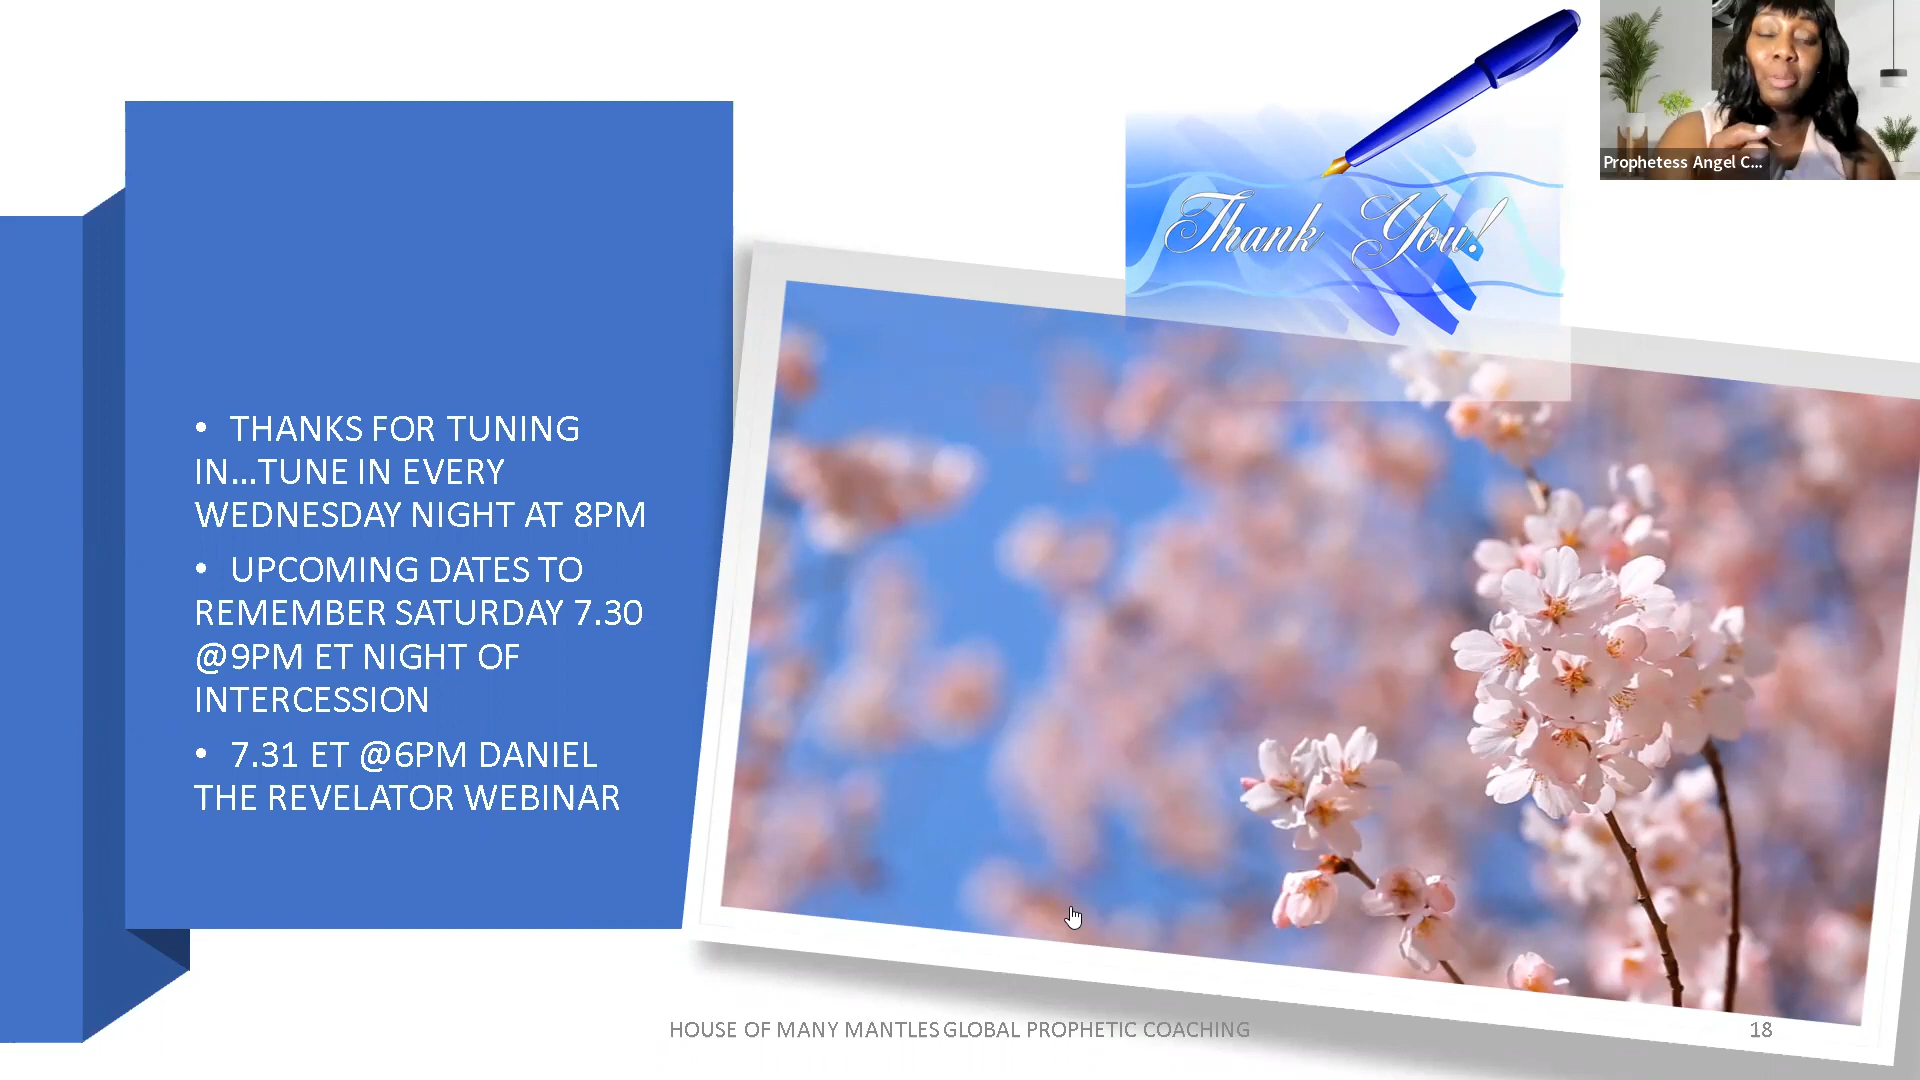 Prophetess Angel C...
Thank You!
• THANKS FOR TUNING
IN...TUNE IN EVERY
WEDNESDAY NIGHT AT 8PM
• UPCOMING DATES TO
REMEMBER SATURDAY 7.30
@9PM ET NIGHT OF
INTERCESSION
• 7.31 ET @6PM DANIEL
THE REVELATOR WEBINAR
HOUSE OF MANY MANTLES GLOBAL PROPHETIC COACHING
18